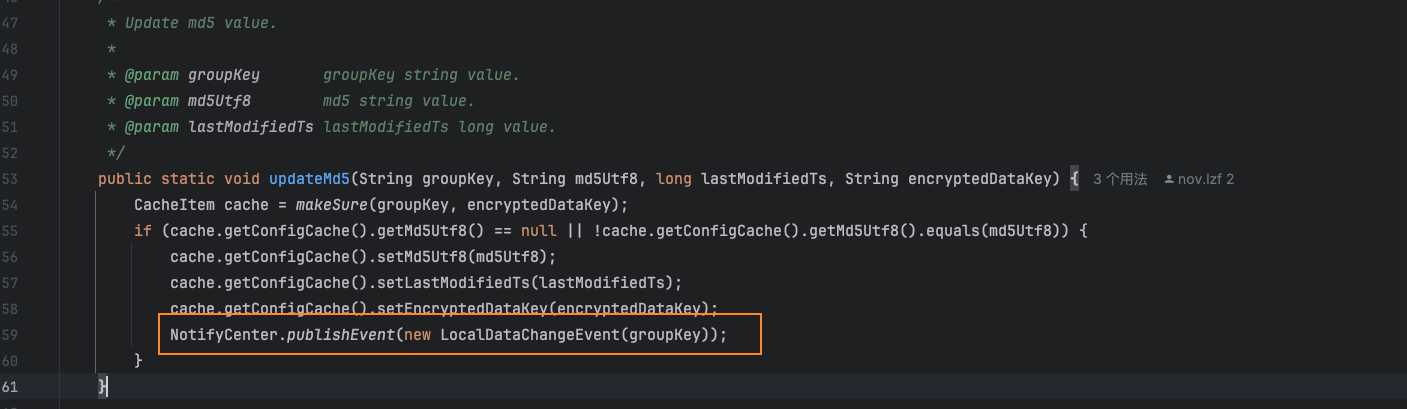 47 * Update md5 value.
48 *
49 * @param groupKey groupKey string value.
50 * @param md5Utf8 md5 string value.
51 * @param lastModifiedTs lastModifiedTs long value.
52 */
53 public static void updateMd5(String groupKey, String md5Utf8, long lastModifiedTs, String encryptedDataKey) { 3 个用法 nov.lzf 2
54 CacheItem cache = makeSure(groupKey, encryptedDataKey);
55 if (cache.getConfigCache().getMd5Utf8() == null || !cache.getConfigCache().getMd5Utf8().equals(md5Utf8)) {
56 cache.getConfigCache().setMd5Utf8(md5Utf8);
57 cache.getConfigCache().setLastModifiedTs(lastModifiedTs);
58 cache.getConfigCache().setEncryptedDataKey(encryptedDataKey);
59 NotifyCenter.publishEvent(new LocalDataChangeEvent(groupKey));
60 }
61 }